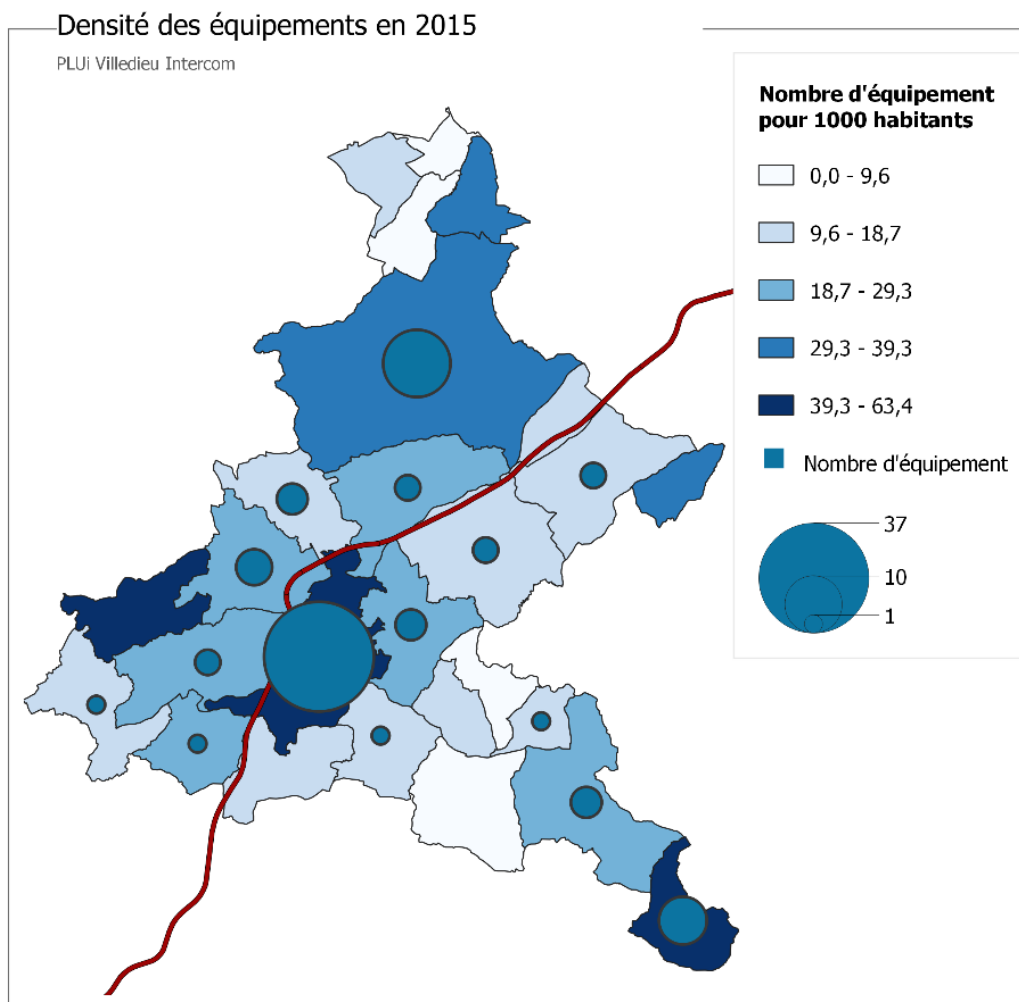 Densité des équipements en 2015
PLUi Villedieu Intercom
Nombre d'équipement
pour 1000 habitants
0,0 - 9,6
9,6 - 18,7
18,7 - 29,3
29,3 - 39,3
39,3 - 63,4
Nombre d'équipement
37
10
1